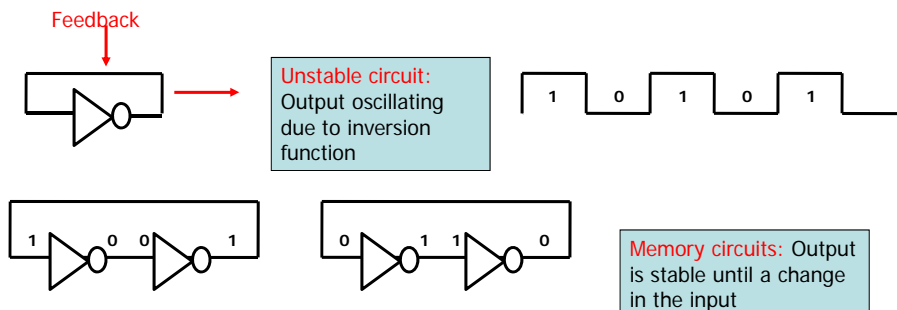 Feedback
Unstable circuit:
Output oscillating
due to inversion
function
1 0 1 0 1
1 0 0 1
0 1 1 0
Memory circuits: Output
is stable until a change
in the input